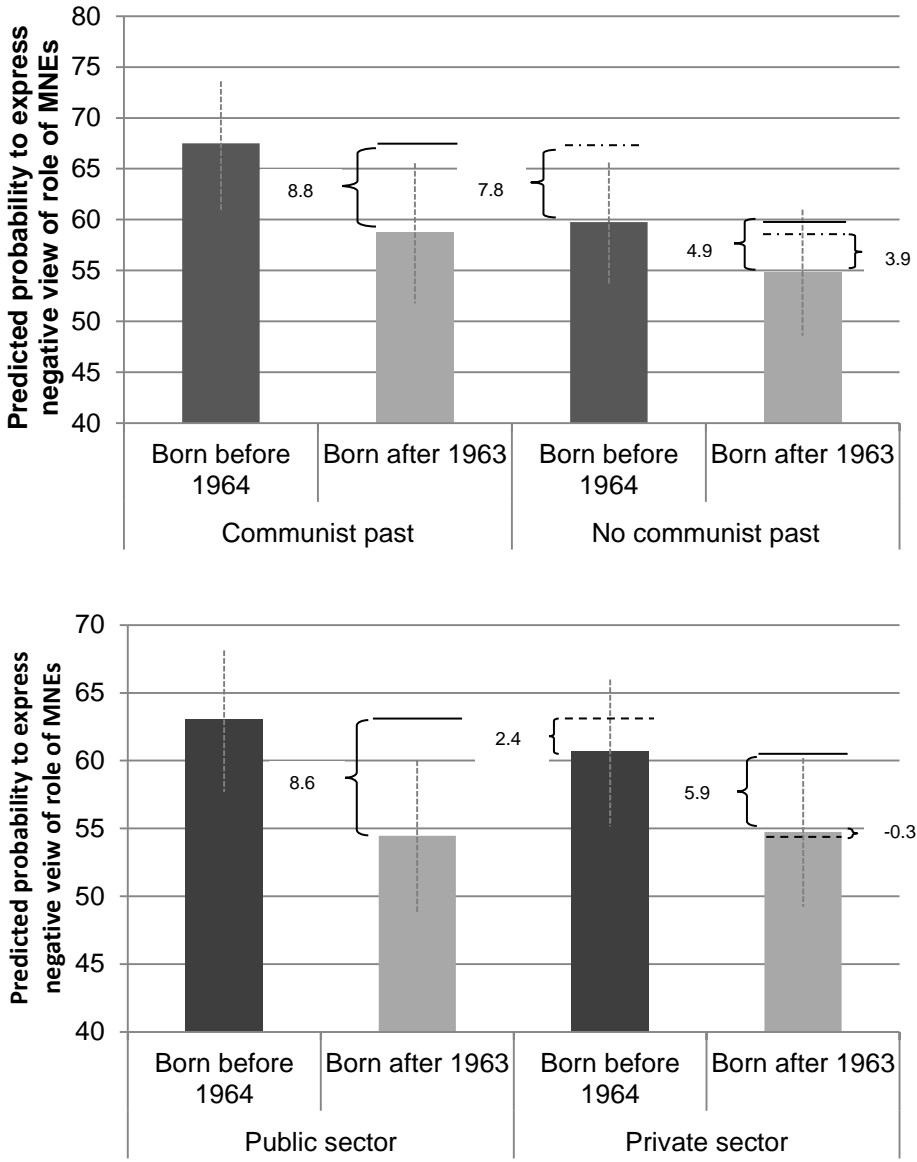 Predicted probability to express
negative view of role of MNEs
80
75
70
65
60
55
50
45
40
8.8
7.8
4.9
3.9
Born before
1964
Born after 1963
Born before
1964
Born after 1963
Communist past
No communist past
Predicted probability to express
negative veiw of role of MNEs
70
65
60
55
50
45
40
8.6
2.4
5.9
-0.3
Born before
1964
Born after 1963
Born before
1964
Born after 1963
Public sector
Private sector